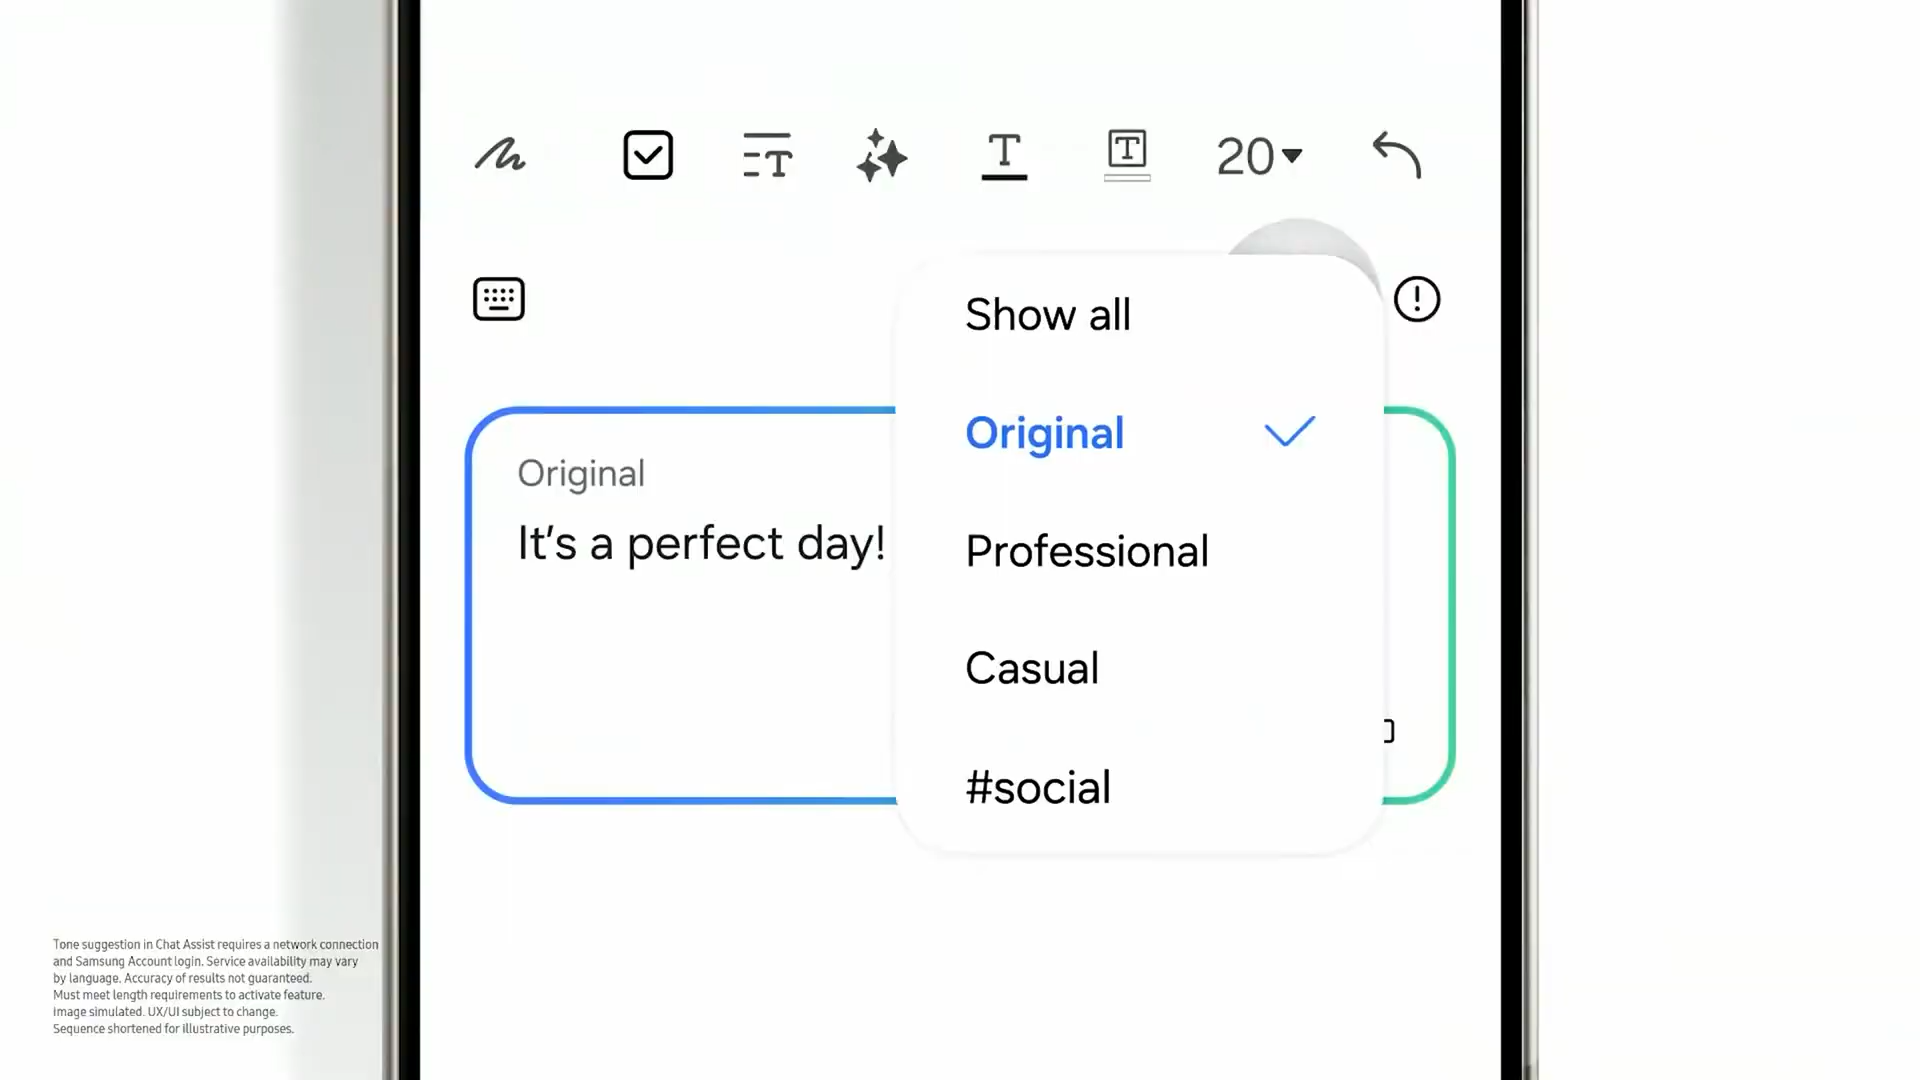 20
Show all
Original
Professional
Casual
#social
Original
It's a perfect day!
Tone suggestion in Chat Assist requires a network connection
and Samsung Account login. Service availability may vary
by language. Accuracy of results not guaranteed.
Must meet length requirements to activate feature.
Image simulated. UX/UI subject to change.
Sequence shortened for illustrative purposes.